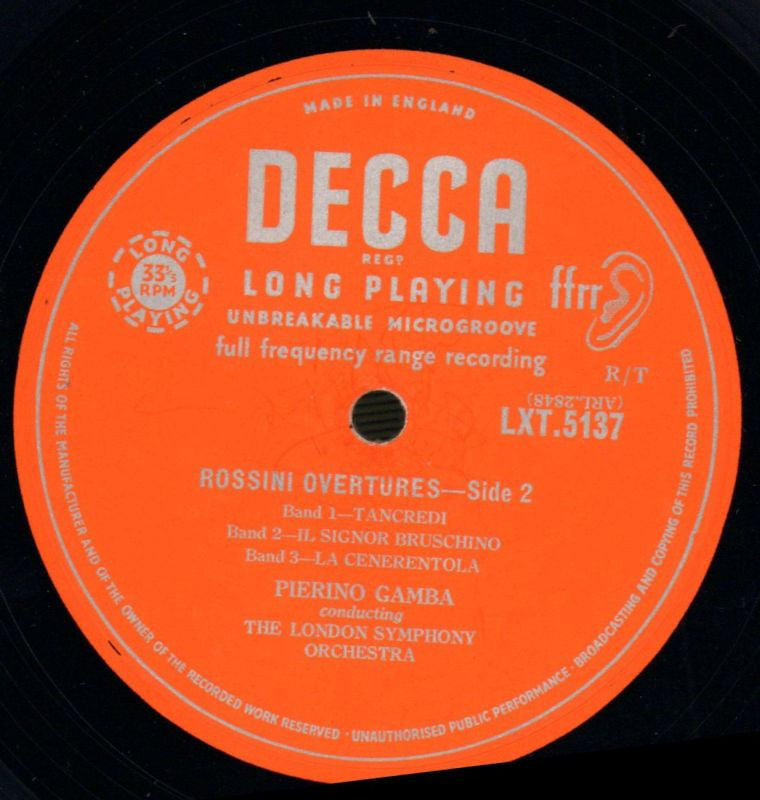 MADE IN ENGLAND
DECCA
REGD
LONG PLAYING
33⅓
RPM
LONG PLAYING
ffrr
UNBREAKABLE MICROGROOVE
full frequency range recording
R/T
(ARL.2848)
LXT.5137
ROSSINI OVERTURES—Side 2
Band 1—TANCREDI
Band 2—IL SIGNOR BRUSCHINO
Band 3—LA CENERENTOLA
PIERINO GAMBA
conducting
THE LONDON SYMPHONY
ORCHESTRA
ALL RIGHTS OF THE MANUFACTURER AND OF THE OWNER OF THE RECORDED WORK RESERVED · UNAUTHORISED PUBLIC PERFORMANCE · BROADCASTING AND COPYING OF THIS RECORD PROHIBITED